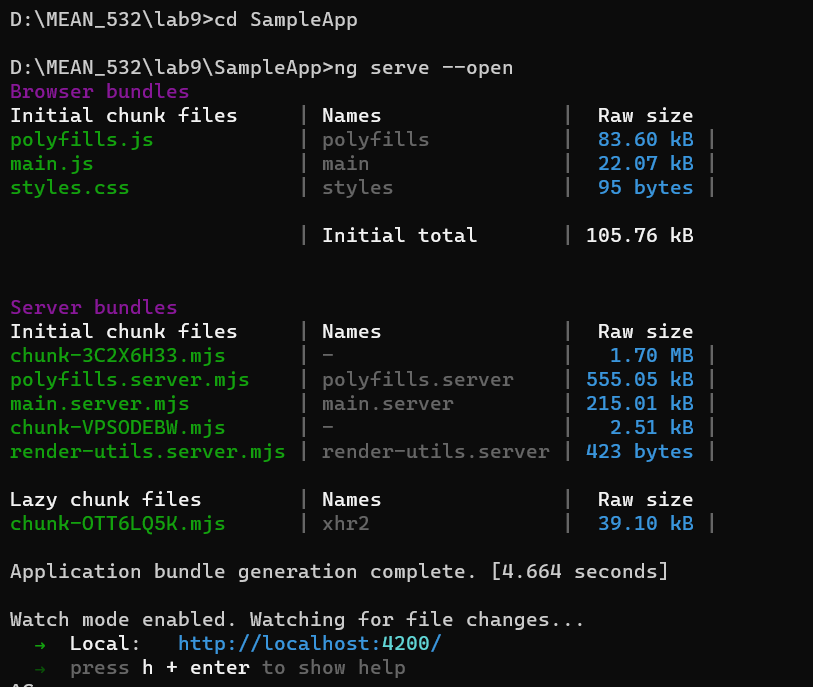 D:\MEAN_532\lab9>cd SampleApp
D:\MEAN_532\lab9\SampleApp>ng serve --open
Browser bundles
Initial chunk files | Names | Raw size
polyfills.js | polyfills | 83.60 kB |
main.js | main | 22.07 kB |
styles.css | styles | 95 bytes |
| Initial total | 105.76 kB
Server bundles
Initial chunk files | Names | Raw size
chunk-3C2X6H33.mjs | - | 1.70 MB |
polyfills.server.mjs | polyfills.server | 555.05 kB |
main.server.mjs | main.server | 215.01 kB |
chunk-VPSODEBW.mjs | - | 2.51 kB |
render-utils.server.mjs | render-utils.server | 423 bytes |
Lazy chunk files | Names | Raw size
chunk-OTT6LQ5K.mjs | xhr2 | 39.10 kB |
Application bundle generation complete. [4.664 seconds]
Watch mode enabled. Watching for file changes...
→ Local: http://localhost:4200/
→ press h + enter to show help